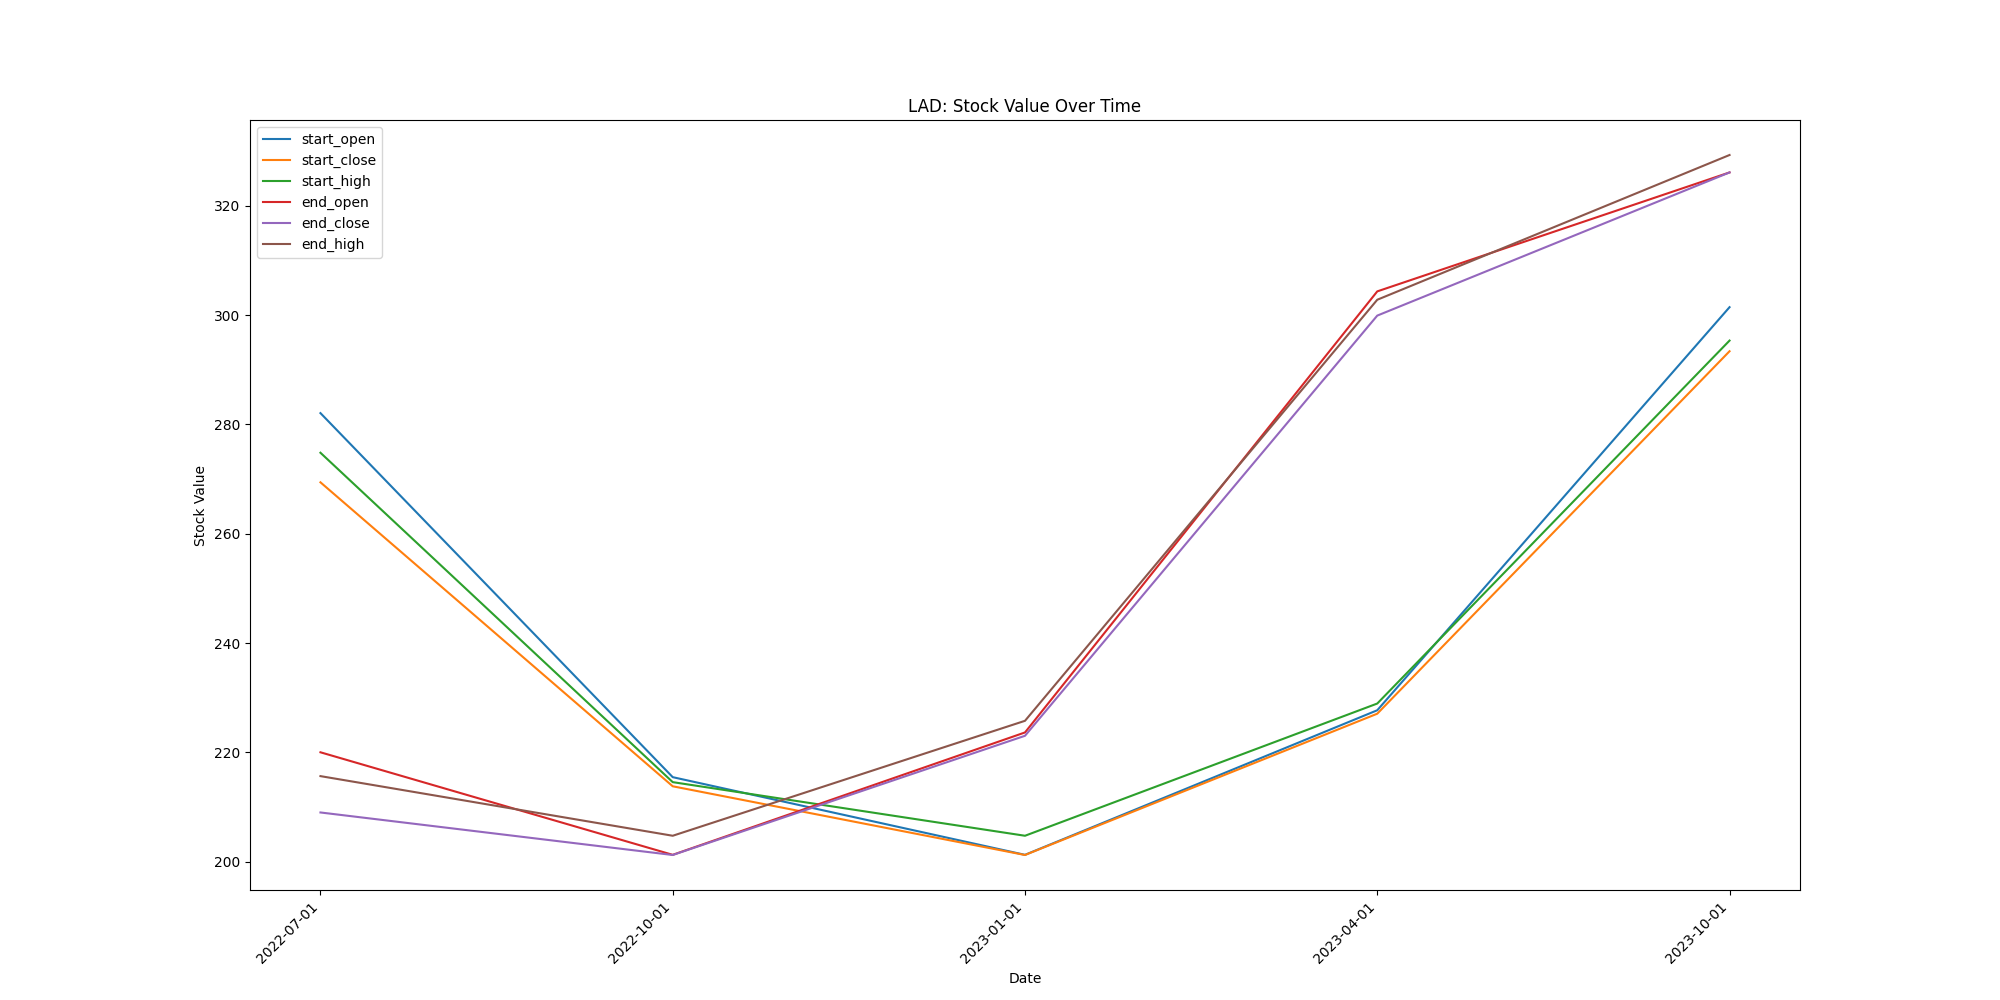 LAD: Stock Value Over Time
start_open
start_close
start_high
end_open
end_close
end_high
Stock Value
320
300
280
260
240
220
200
2022-07-01
2022-10-01
2023-01-01
2023-04-01
2023-10-01
Date